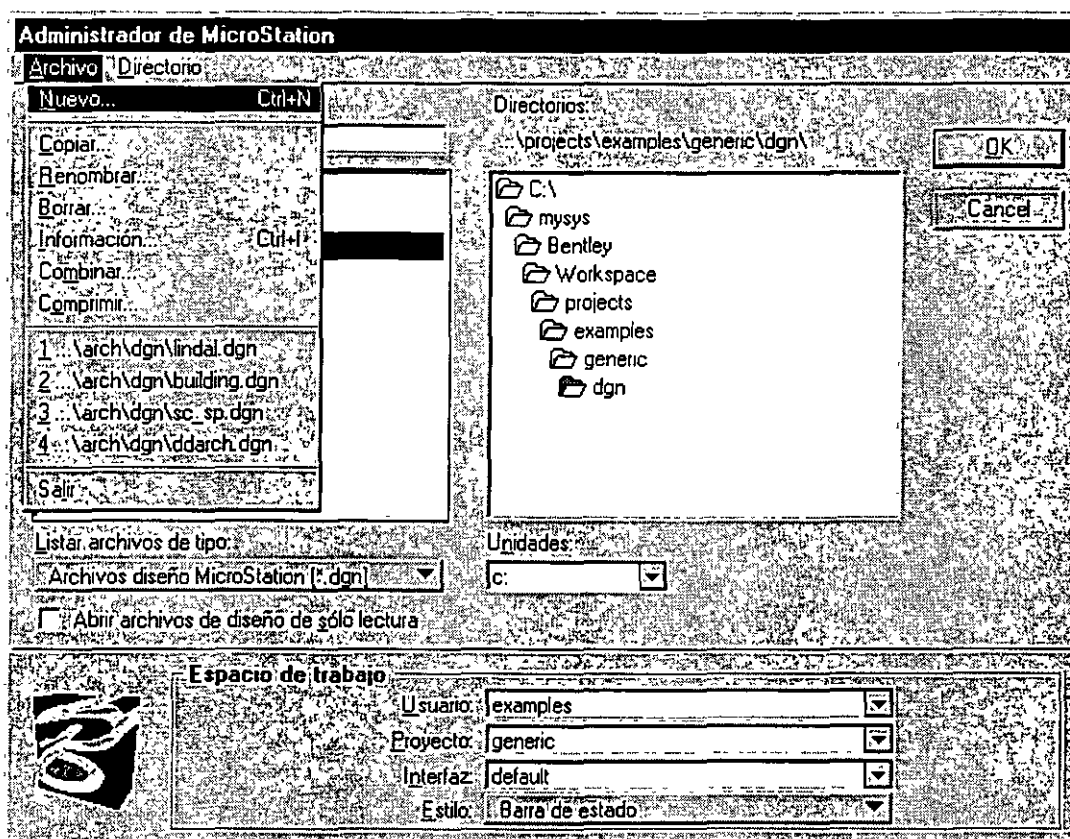 Administrador de MicroStation
Archivo Directorio
Nuevo... Ctrl+N
Copiar...
Renombrar...
Borrar...
Información... Ctrl+I
Combinar...
Comprimir...
1 ...\arch\dgn\lindal.dgn
2 ...\arch\dgn\building.dgn
3 ...\arch\dgn\sc_sp.dgn
4 ...\arch\dgn\ddarch.dgn
Salir
Directorios:
...\projects\examples\generic\dgn\
C:\
mysys
Bentley
Workspace
projects
examples
generic
dgn
OK
Cancel
Listar archivos de tipo:
Archivos diseño MicroStation [*.dgn]
Unidades:
c:
Abrir archivos de diseño de sólo lectura
Espacio de trabajo
Usuario: examples
Proyecto: generic
Interfaz: default
Estilo: Barra de estado